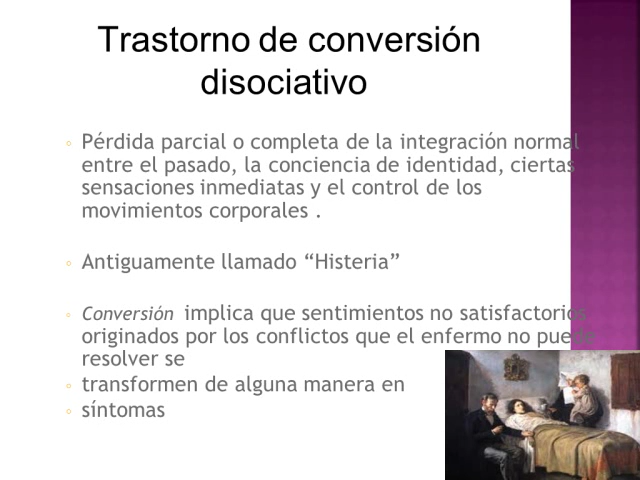 Trastorno de conversión
disociativo
Pérdida parcial o completa de la integración normal
entre el pasado, la conciencia de identidad, ciertas
sensaciones inmediatas y el control de los
movimientos corporales .
Antiguamente llamado “Histeria”
Conversión implica que sentimientos no satisfactorios
originados por los conflictos que el enfermo no puede
resolver se
transformen de alguna manera en
síntomas